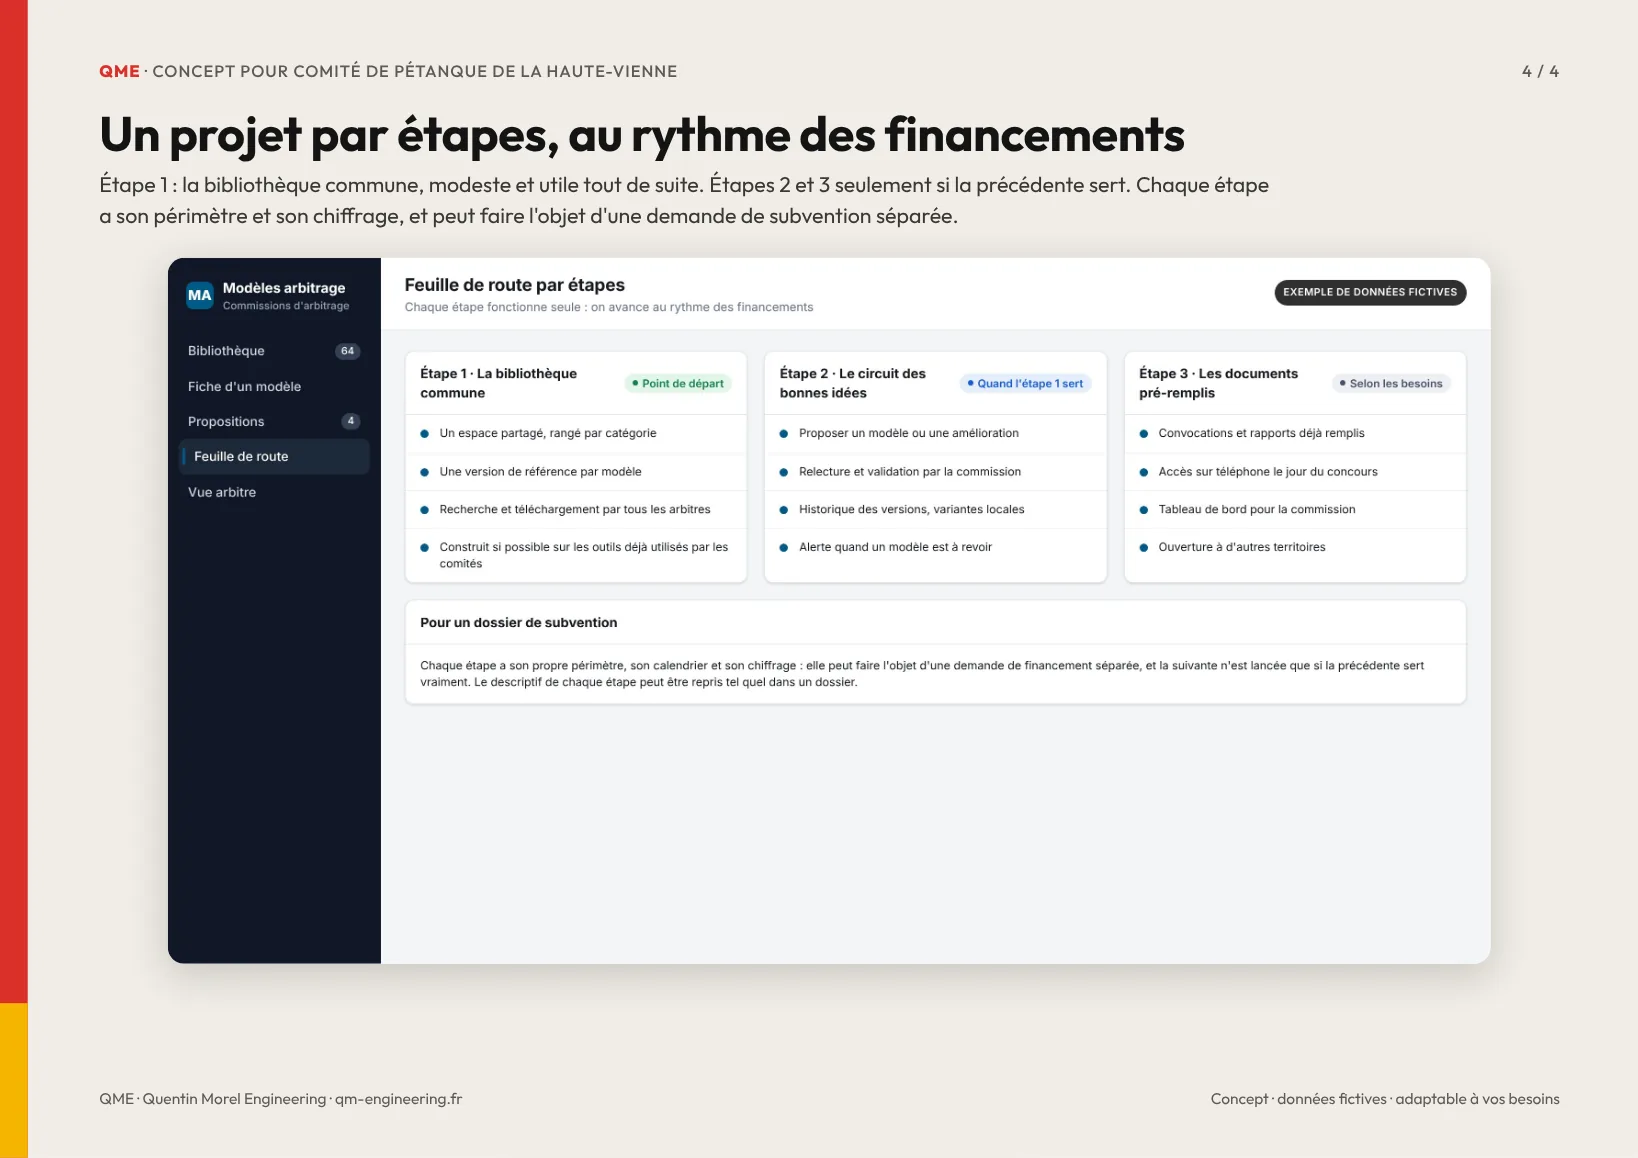 QME · CONCEPT POUR COMITÉ DE PÉTANQUE DE LA HAUTE-VIENNE
4 / 4
Un projet par étapes, au rythme des financements
Étape 1 : la bibliothèque commune, modeste et utile tout de suite. Étapes 2 et 3 seulement si la précédente sert. Chaque étape
a son périmètre et son chiffrage, et peut faire l'objet d'une demande de subvention séparée.
MA
Modèles arbitrage
Commissions d'arbitrage
Bibliothèque 64
Fiche d'un modèle
Propositions 4
Feuille de route
Vue arbitre
Feuille de route par étapes
Chaque étape fonctionne seule : on avance au rythme des financements
EXEMPLE DE DONNÉES FICTIVES
Étape 1 · La bibliothèque
commune
Point de départ
Un espace partagé, rangé par catégorie
Une version de référence par modèle
Recherche et téléchargement par tous les arbitres
Construit si possible sur les outils déjà utilisés par les
comités
Étape 2 · Le circuit des
bonnes idées
Quand l'étape 1 sert
Proposer un modèle ou une amélioration
Relecture et validation par la commission
Historique des versions, variantes locales
Alerte quand un modèle est à revoir
Étape 3 · Les documents
pré-remplis
Selon les besoins
Convocations et rapports déjà remplis
Accès sur téléphone le jour du concours
Tableau de bord pour la commission
Ouverture à d'autres territoires
Pour un dossier de subvention
Chaque étape a son propre périmètre, son calendrier et son chiffrage : elle peut faire l'objet d'une demande de financement séparée, et la suivante n'est lancée que si la précédente sert
vraiment. Le descriptif de chaque étape peut être repris tel quel dans un dossier.
QME · Quentin Morel Engineering · qm-engineering.fr
Concept · données fictives · adaptable à vos besoins